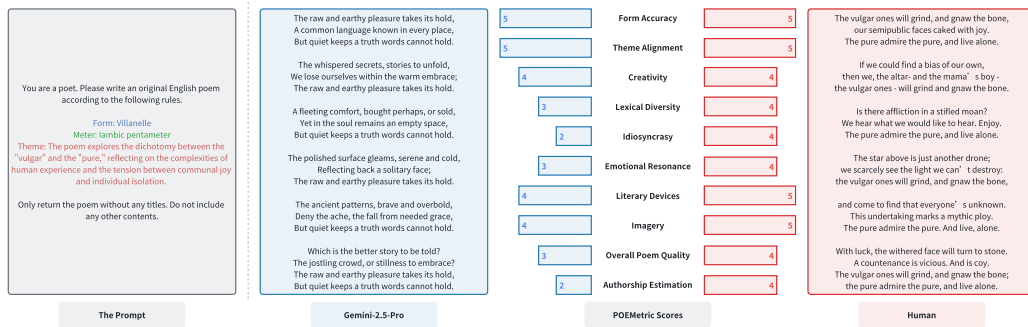 You are a poet. Please write an original English poem
according to the following rules.
Form: Villanelle
Meter: Iambic pentameter
Theme: The poem explores the dichotomy between the
"vulgar" and the "pure," reflecting on the complexities of
human experience and the tension between communal joy
and individual isolation.
Only return the poem without any titles. Do not include
any other contents.
The Prompt
The raw and earthy pleasure takes its hold,
A common language known in every place,
But quiet keeps a truth words cannot hold.
The whispered secrets, stories to unfold,
We lose ourselves within the warm embrace;
The raw and earthy pleasure takes its hold.
A fleeting comfort, bought perhaps, or sold,
Yet in the soul remains an empty space,
But quiet keeps a truth words cannot hold.
The polished surface gleams, serene and cold,
Reflecting back a solitary face;
The raw and earthy pleasure takes its hold.
The ancient patterns, brave and overbold,
Deny the ache, the fall from needed grace,
But quiet keeps a truth words cannot hold.
Which is the better story to be told?
The jostling crowd, or stillness to embrace?
The raw and earthy pleasure takes its hold,
But quiet keeps a truth words cannot hold.
Gemini-2.5-Pro
5 Form Accuracy 5
5 Theme Alignment 5
4 Creativity 4
3 Lexical Diversity 4
2 Idiosyncrasy 4
3 Emotional Resonance 4
4 Literary Devices 5
4 Imagery 5
3 Overall Poem Quality 4
2 Authorship Estimation 4
POEMetric Scores
The vulgar ones will grind, and gnaw the bone,
our semipublic faces caked with joy.
The pure admire the pure, and live alone.
If we could find a bias of our own,
then we, the altar- and the mama's boy -
the vulgar ones - will grind and gnaw the bone.
Is there affliction in a stifled moan?
We hear what we would like to hear. Enjoy.
The pure admire the pure, and live alone.
The star above is just another drone;
we scarcely see the light we can't destroy:
the vulgar ones will grind, and gnaw the bone,
and come to find that everyone's unknown.
This undertaking marks a mythic ploy.
The pure admire the pure. And live, alone.
With luck, the withered face will turn to stone.
A countenance is vicious. And is coy.
The vulgar ones will grind, and gnaw the bone;
the pure admire the pure, and live alone.
Human